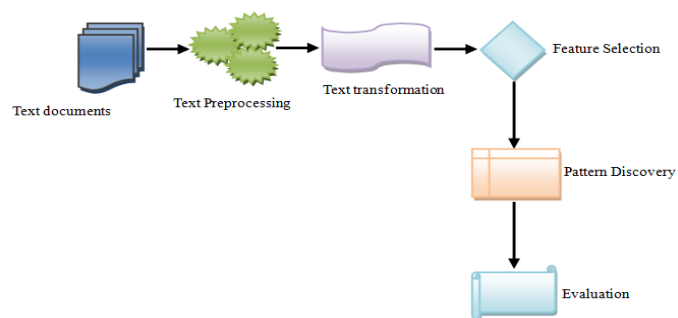 Text documents
Text Preprocessing
Text transformation
Feature Selection
Pattern Discovery
Evaluation